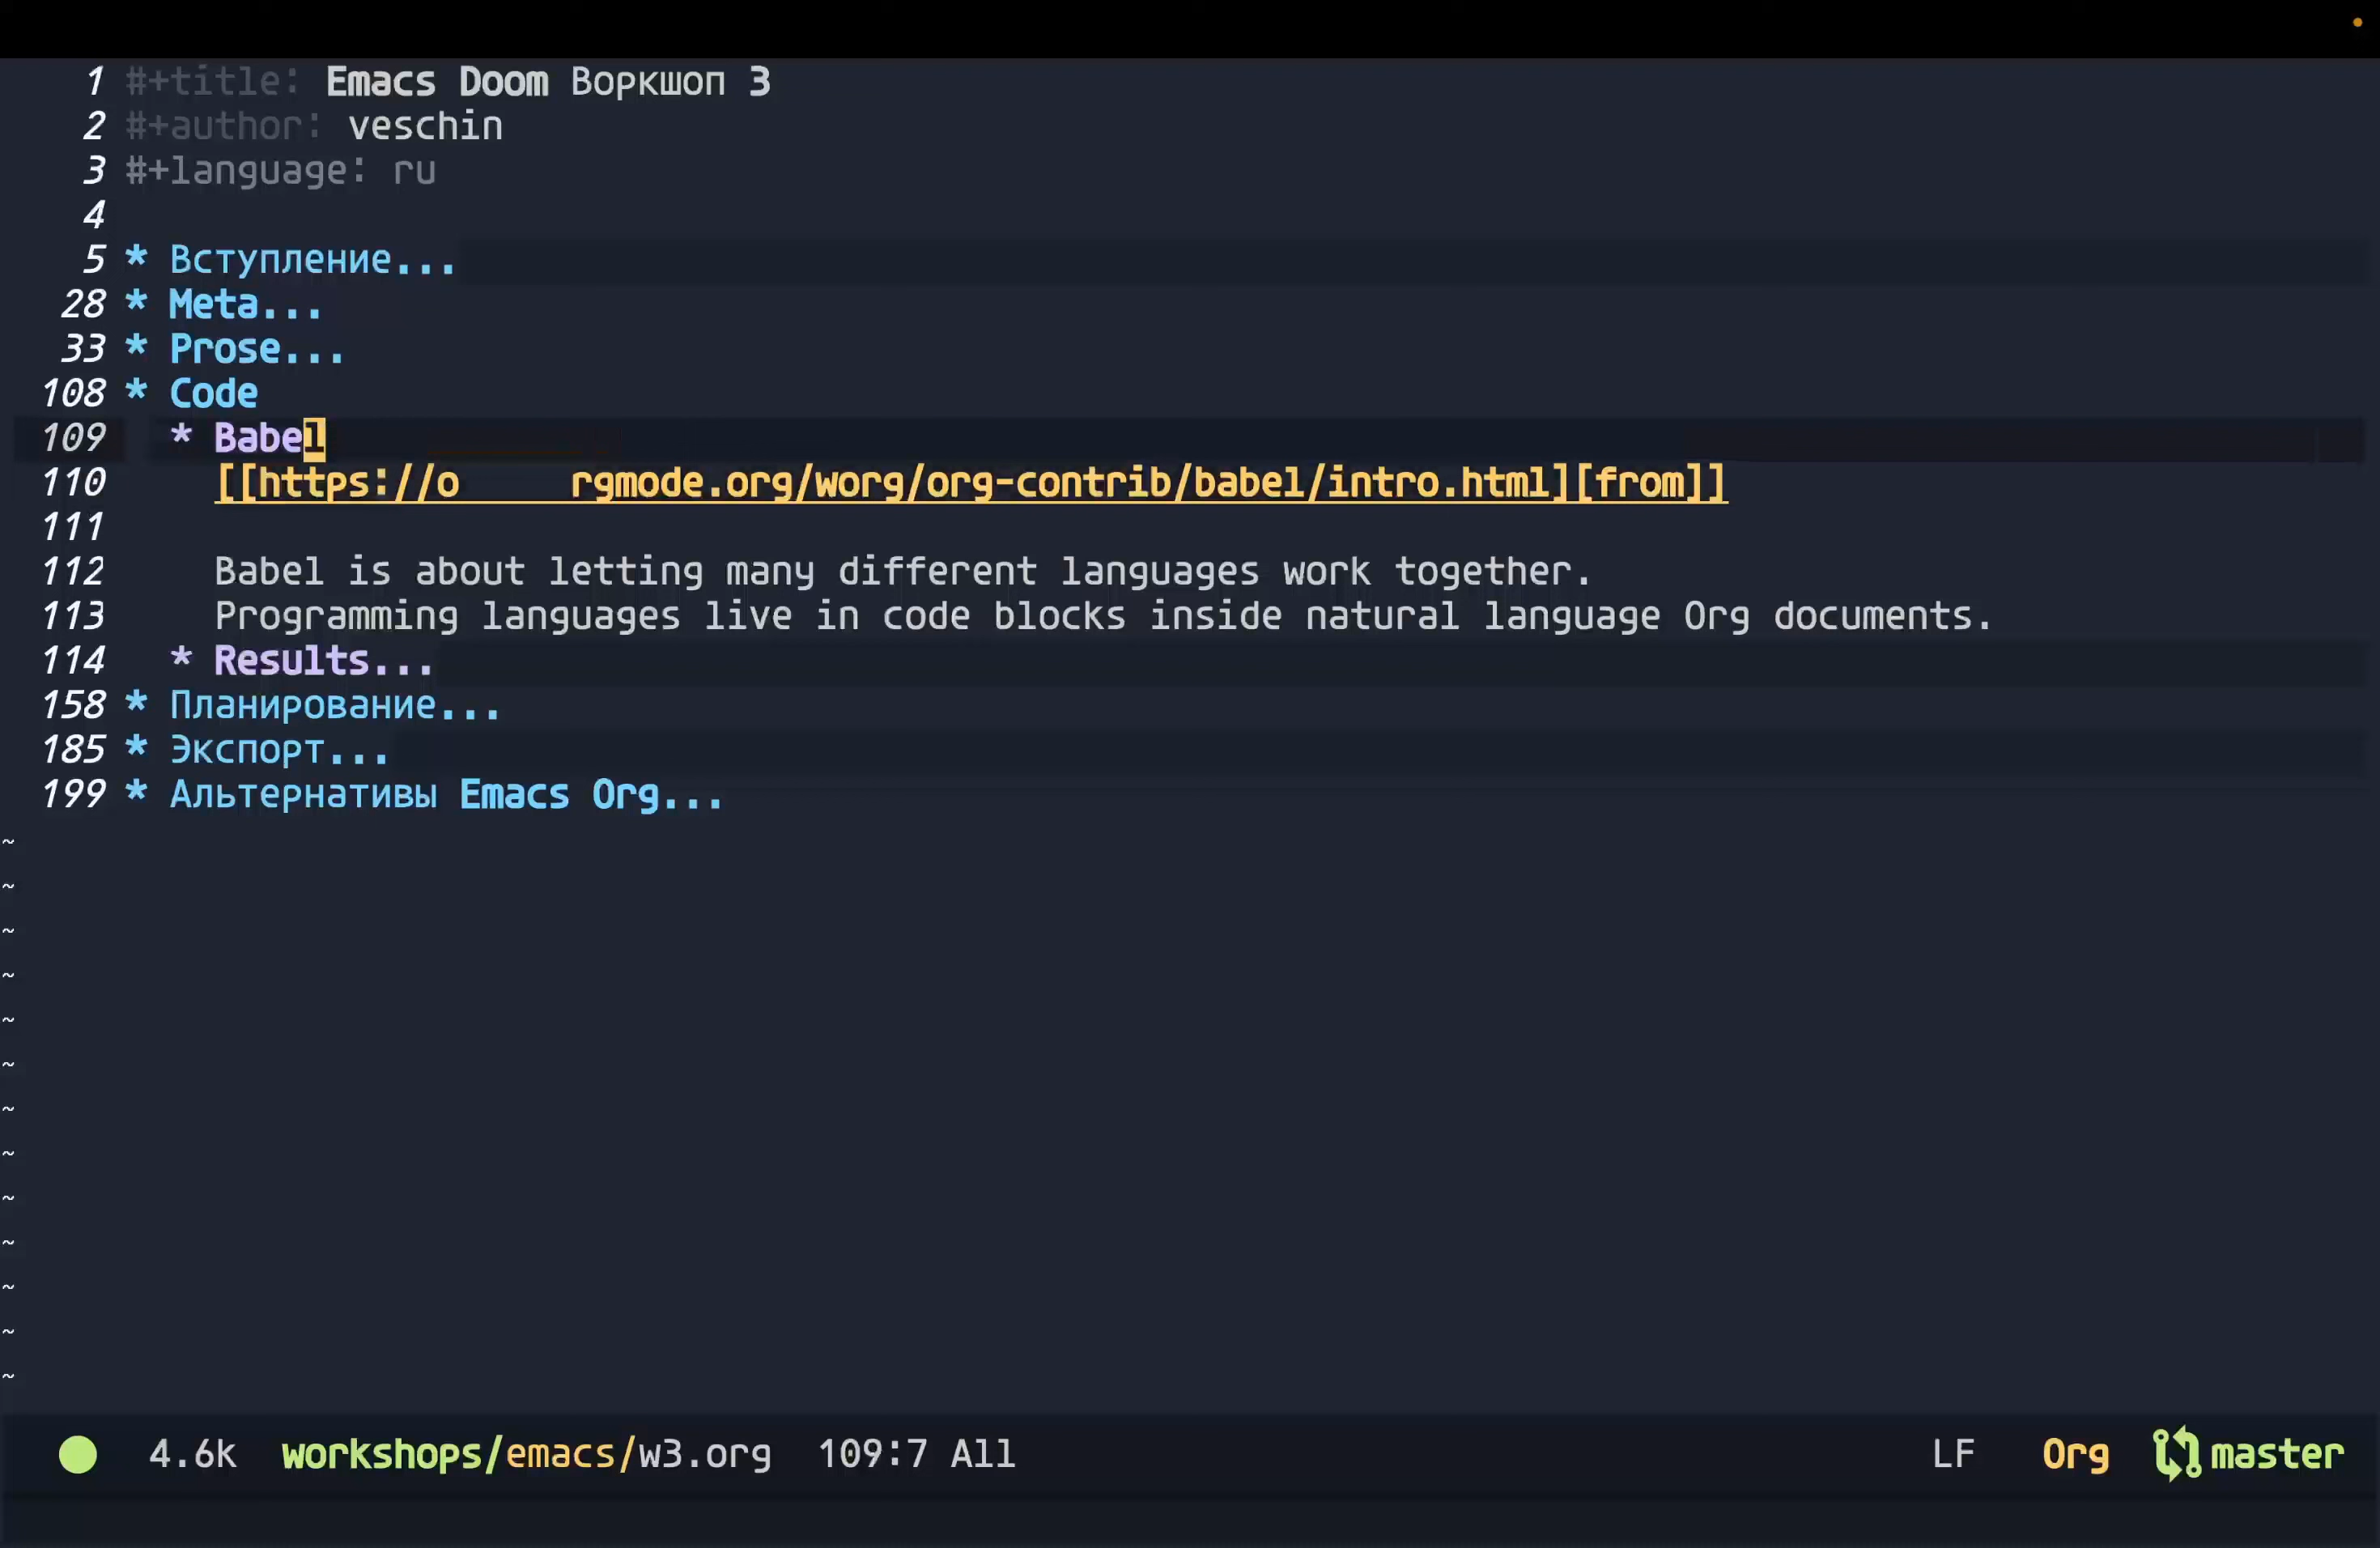 1 #+title: Emacs Doom Воркшоп 3
2 #+author: veschin
3 #+language: ru
4
5 * Вступление...
28 * Meta...
33 * Prose...
108 * Code
109 * Babel
110 [[https://o     rgmode.org/worg/org-contrib/babel/intro.html][from]]
111
112 Babel is about letting many different languages work together.
113 Programming languages live in code blocks inside natural language Org documents.
114 * Results...
158 * Планирование...
185 * Экспорт...
199 * Альтернативы Emacs Org...
~
~
~
~
~
~
~
~
~
~
~
~
~
4.6k workshops/emacs/w3.org 109:7 All LF Org master